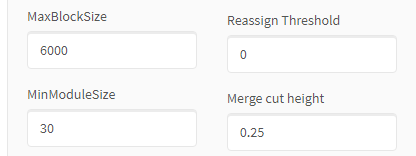 MaxBlockSize
6000
Reassign Threshold
0
MinModuleSize
30
Merge cut height
0.25